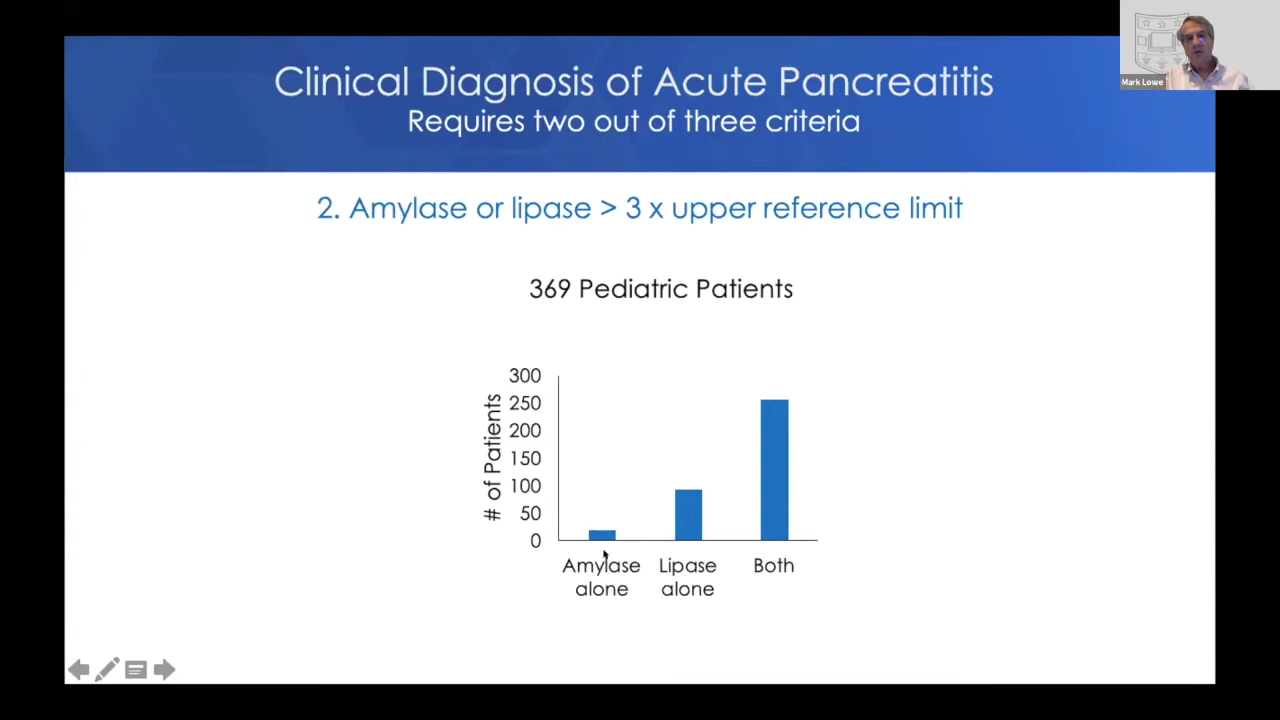 Clinical Diagnosis of Acute Pancreatitis
Requires two out of three criteria
Mark Lowe
2. Amylase or lipase > 3 x upper reference limit
369 Pediatric Patients
# of Patients
300
250
200
150
100
50
0
Amylase alone
Lipase alone
Both